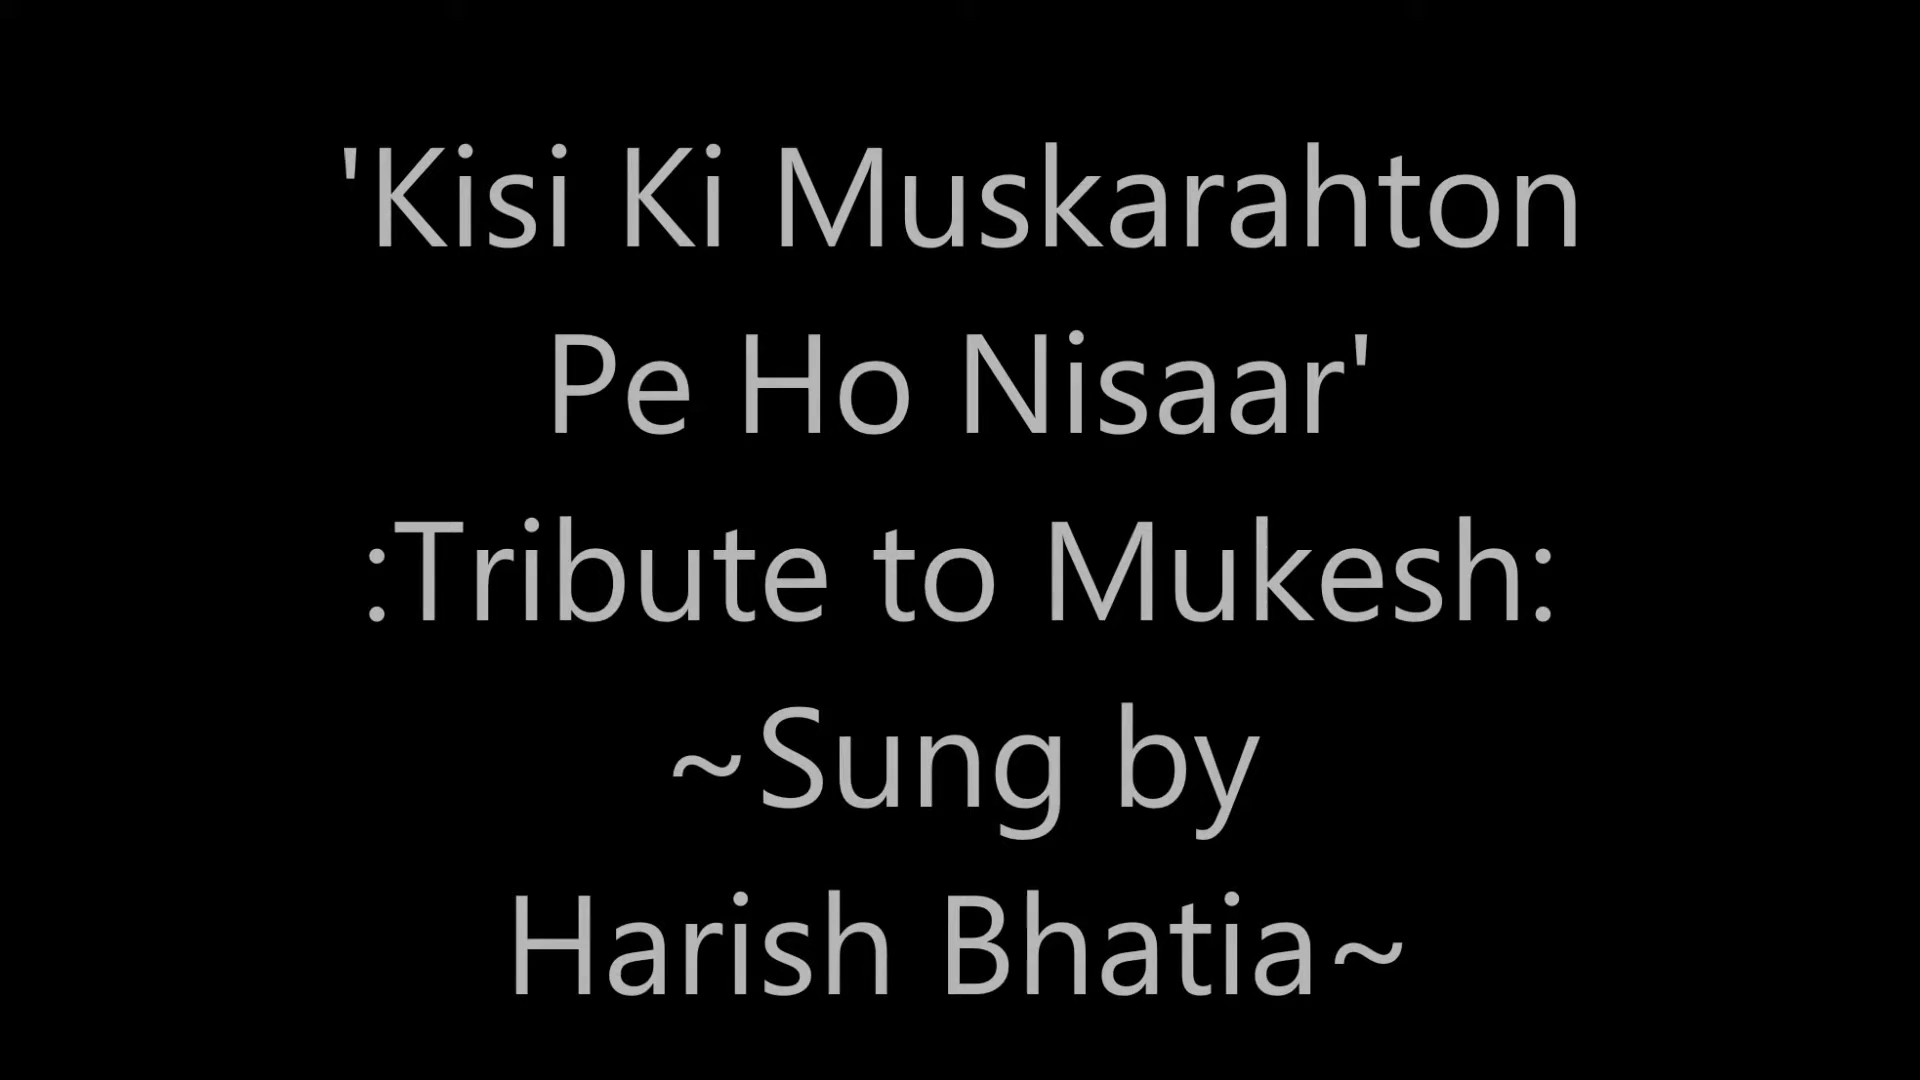 'Kisi Ki Muskarahton
Pe Ho Nisaar'
:Tribute to Mukesh:
~Sung by
Harish Bhatia~